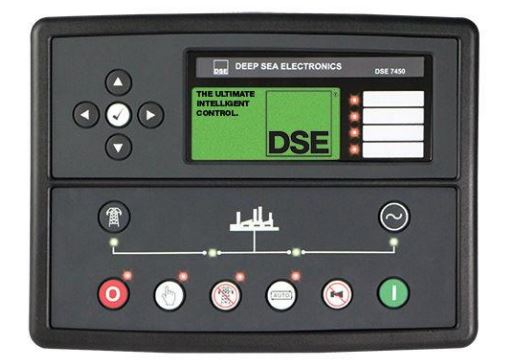 DSE
DEEP SEA ELECTRONICS
DSE 7450
THE ULTIMATE
INTELLIGENT
CONTROL.
DSE
AUTO